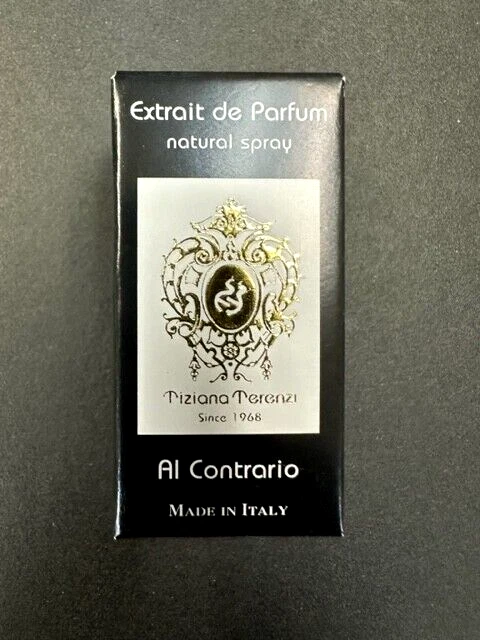 Extrait de Parfum
natural spray
Tiziana Terenzi
Since 1968
Al Contrario
MADE IN ITALY